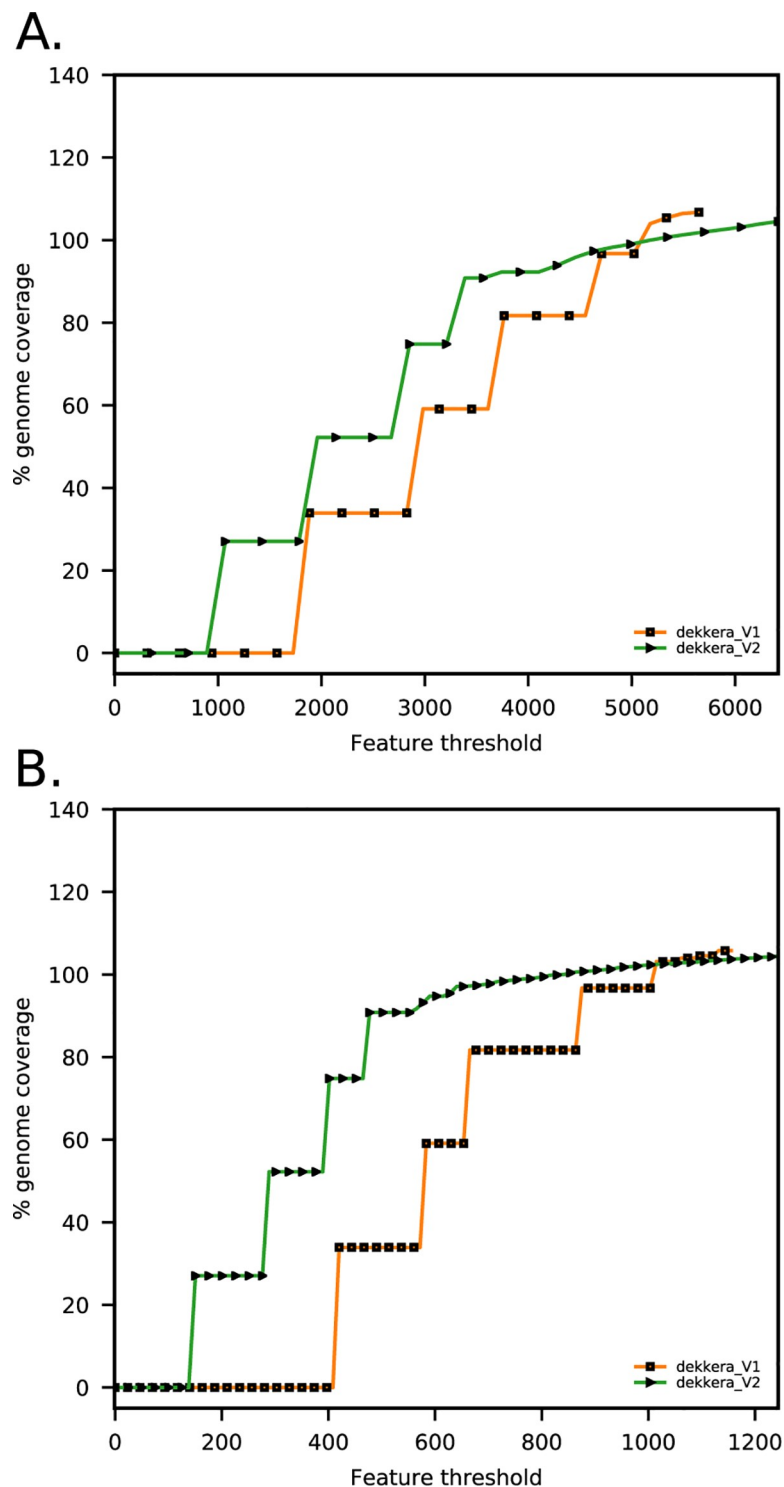 A.
140
120
100
80
60
40
20
0
% genome coverage
dekkera_V1
dekkera_V2
0 1000 2000 3000 4000 5000 6000
Feature threshold
B.
140
120
100
80
60
40
20
0
% genome coverage
dekkera_V1
dekkera_V2
0 200 400 600 800 1000 1200
Feature threshold